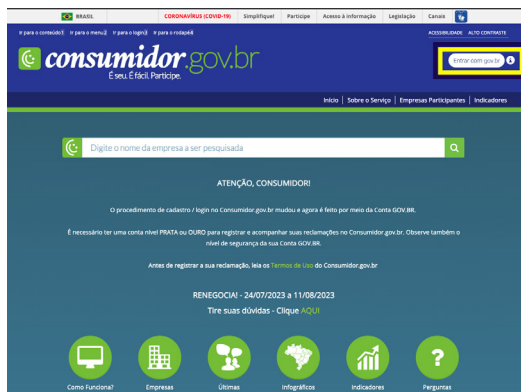 BRASIL CORONAVÍRUS (COVID-19) Simplifique! Participe Acesso à informação Legislação Canais
Ir para o conteúdo1 Ir para o menu2 Ir para o login3 Ir para o rodapé4 ACESSIBILIDADE ALTO CONTRASTE
consumidor.gov.br
É seu. É fácil. Participe.
Entrar com gov.br
Início | Sobre o Serviço | Empresas Participantes | Indicadores
Digite o nome da empresa a ser pesquisada
ATENÇÃO, CONSUMIDOR!
O procedimento de cadastro / login no Consumidor.gov.br mudou e agora é feito por meio da Conta GOV.BR.
É necessário ter uma conta nível PRATA ou OURO para registrar e acompanhar suas reclamações no Consumidor.gov.br. Observe também o
nível de segurança da sua Conta GOV.BR.
Antes de registrar a sua reclamação, leia os Termos de Uso do Consumidor.gov.br
RENEGOCIA! - 24/07/2023 a 11/08/2023
Tire suas dúvidas - Clique AQUI
Como Funciona? Empresas Últimas Infográficos Indicadores Perguntas